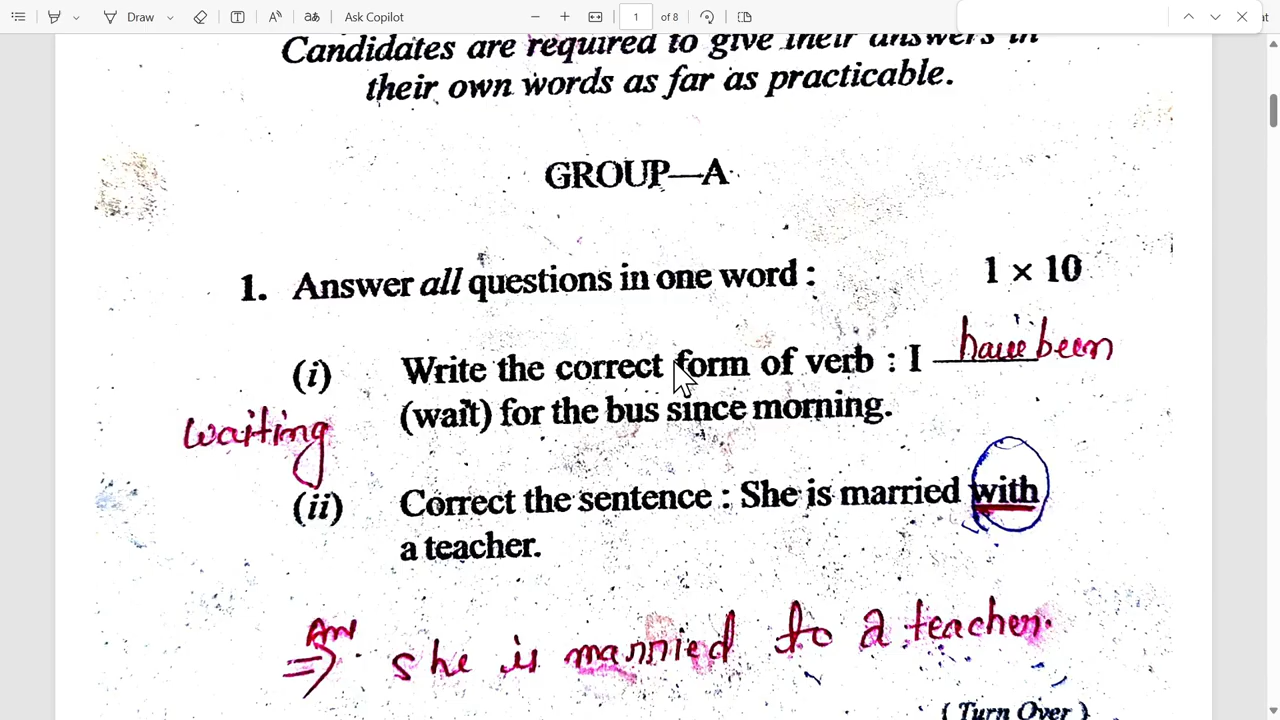 Draw
Ask Copilot
1 of 8
Candidates are required to give their answers in
their own words as far as practicable.
GROUP—A
1. Answer all questions in one word : 1 × 10
(i) Write the correct form of verb : I have been
(wait) for the bus since morning.
waiting
(ii) Correct the sentence : She is married with
a teacher.
Ans
⇒ she is married to a teacher.
( Turn Over )